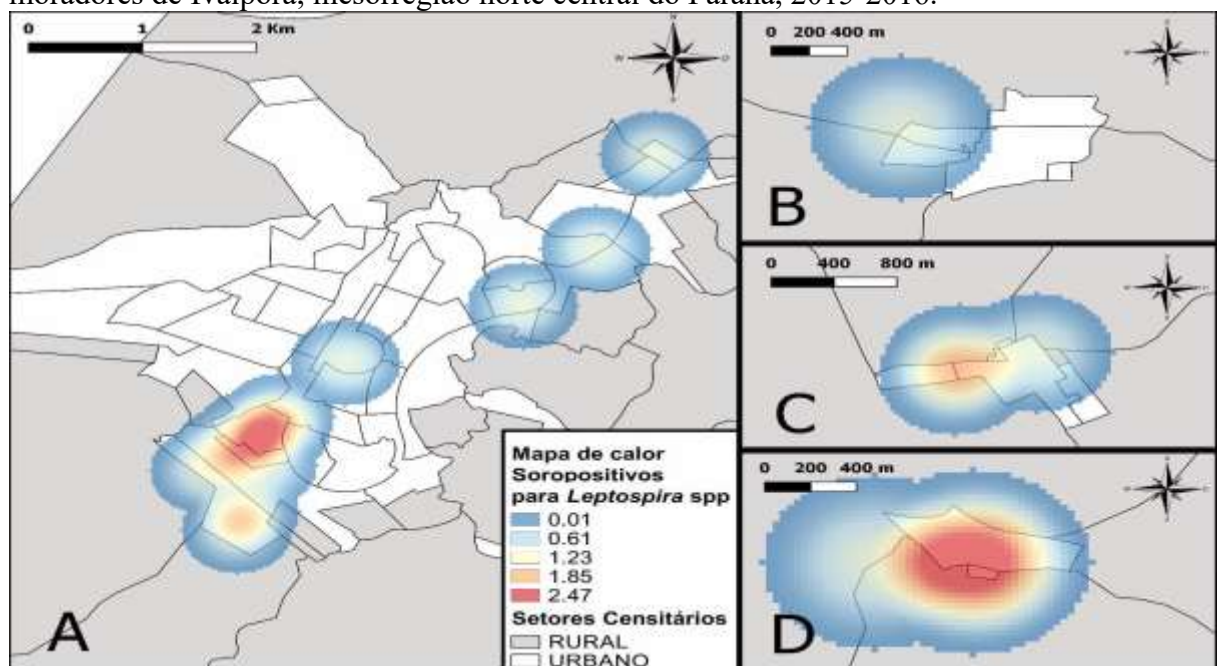 moradores de Ivaiporã, mesorregião norte central do Paraná, 2015-2016.
0 1 2 Km
A
Mapa de calor
Soropositivos
para Leptospira spp
0.01
0.61
1.23
1.85
2.47
Setores Censitários
RURAL
URBANO
0 200 400 m
B
0 400 800 m
C
0 200 400 m
D